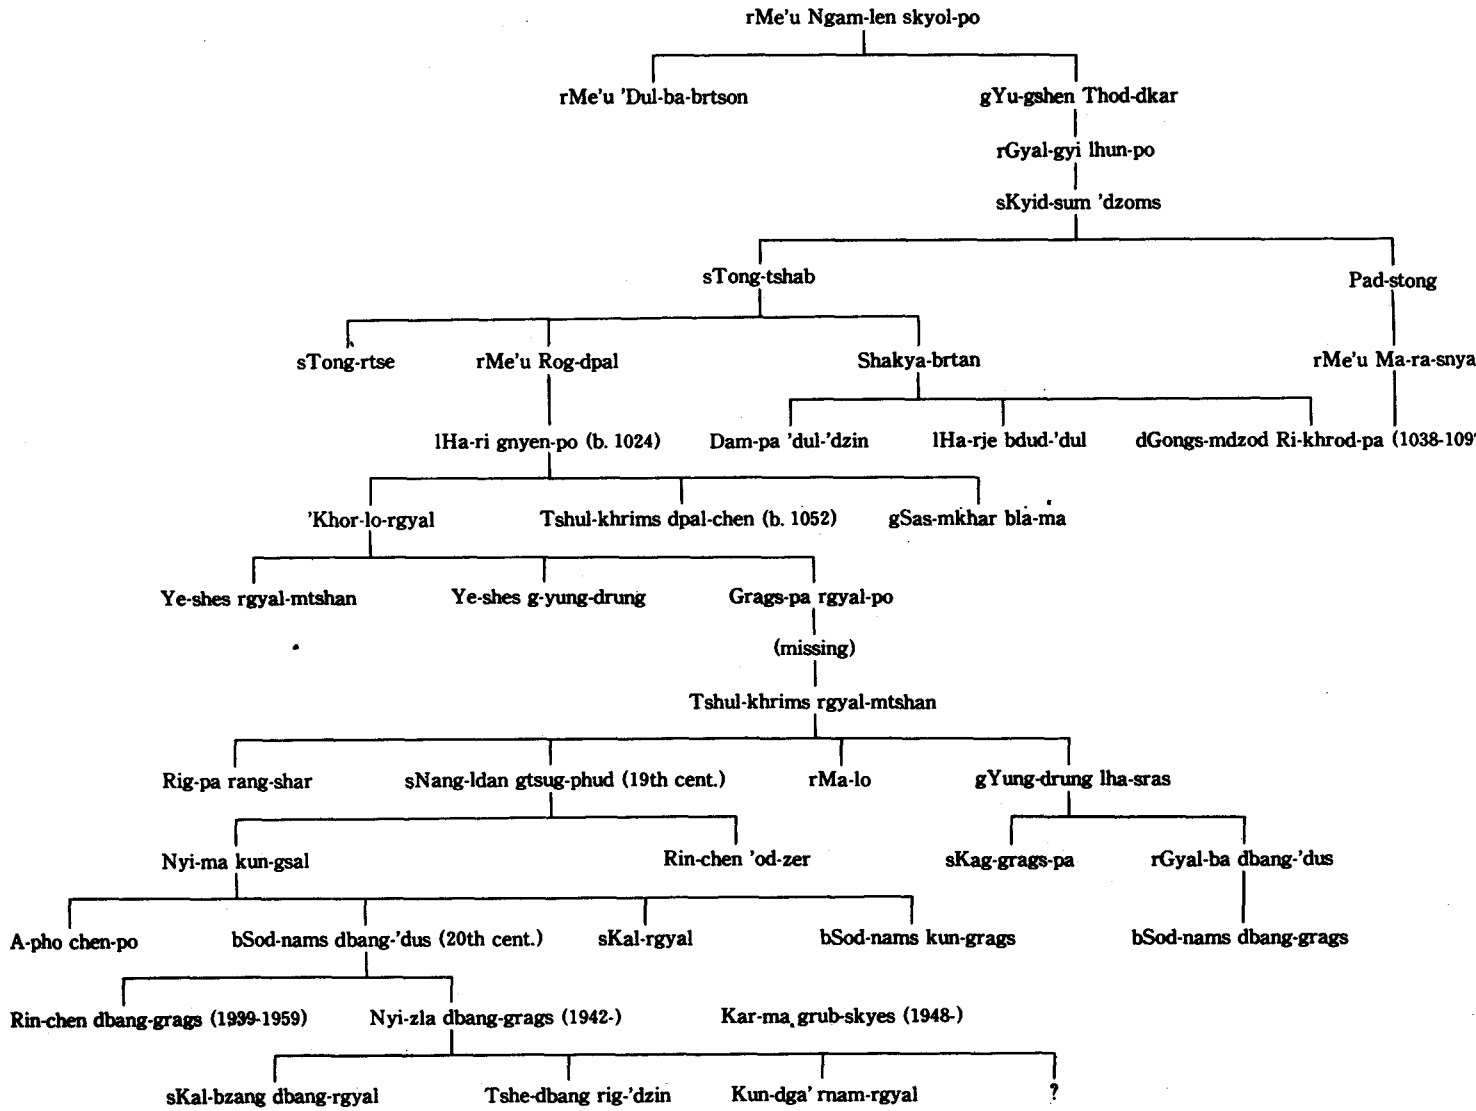 rMe'u Ngam-len skyol-po
rMe'u 'Dul-ba-brtson gYu-gshen Thod-dkar
rGyal-gyi lhun-po
sKyid-sum 'dzoms
sTong-tshab Pad-stong
sTong-rtse rMe'u Rog-dpal Shakya-brtan rMe'u Ma-ra-snya
lHa-ri gnyen-po (b. 1024) Dam-pa 'dul-'dzin lHa-rje bdud-'dul dGongs-mdzod Ri-khrod-pa (1038-109
'Khor-lo-rgyal Tshul-khrims dpal-chen (b. 1052) gSas-mkhar bla-ma
Ye-shes rgyal-mtshan Ye-shes g-yung-drung Grags-pa rgyal-po
(missing)
Tshul-khrims rgyal-mtshan
Rig-pa rang-shar sNang-ldan gtsug-phud (19th cent.) rMa-lo gYung-drung lha-sras
Nyi-ma kun-gsal Rin-chen 'od-zer sKag-grags-pa rGyal-ba dbang-'dus
A-pho chen-po bSod-nams dbang-'dus (20th cent.) sKal-rgyal bSod-nams kun-grags bSod-nams dbang-grags
Rin-chen dbang-grags (1939-1959) Nyi-zla dbang-grags (1942-) Kar-ma grub-skyes (1948-)
sKal-bzang dbang-rgyal Tshe-dbang rig-'dzin Kun-dga' rnam-rgyal ?